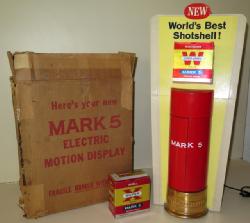 NEW
World's Best
Shotshell!
W
MARK 5
MARK 5
Here's your new
MARK 5
ELECTRIC
MOTION DISPLAY